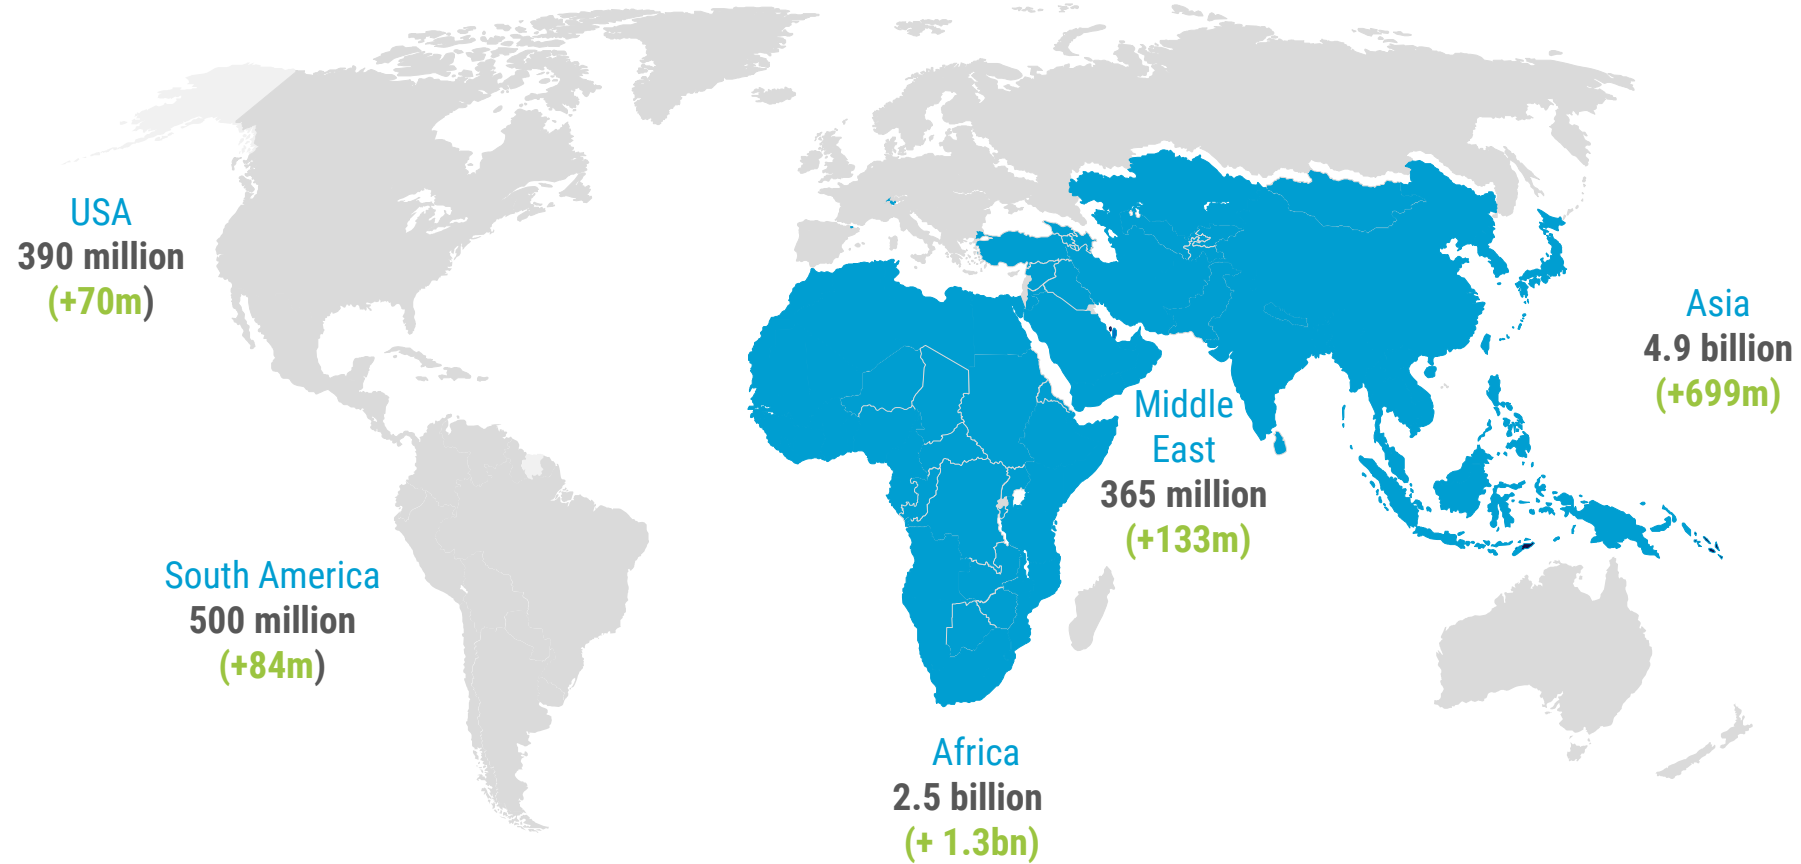 USA
390 million
(+70m)
Asia
4.9 billion
(+699m)
Middle
East
365 million
(+133m)
South America
500 million
(+84m)
Africa
2.5 billion
(+ 1.3bn)